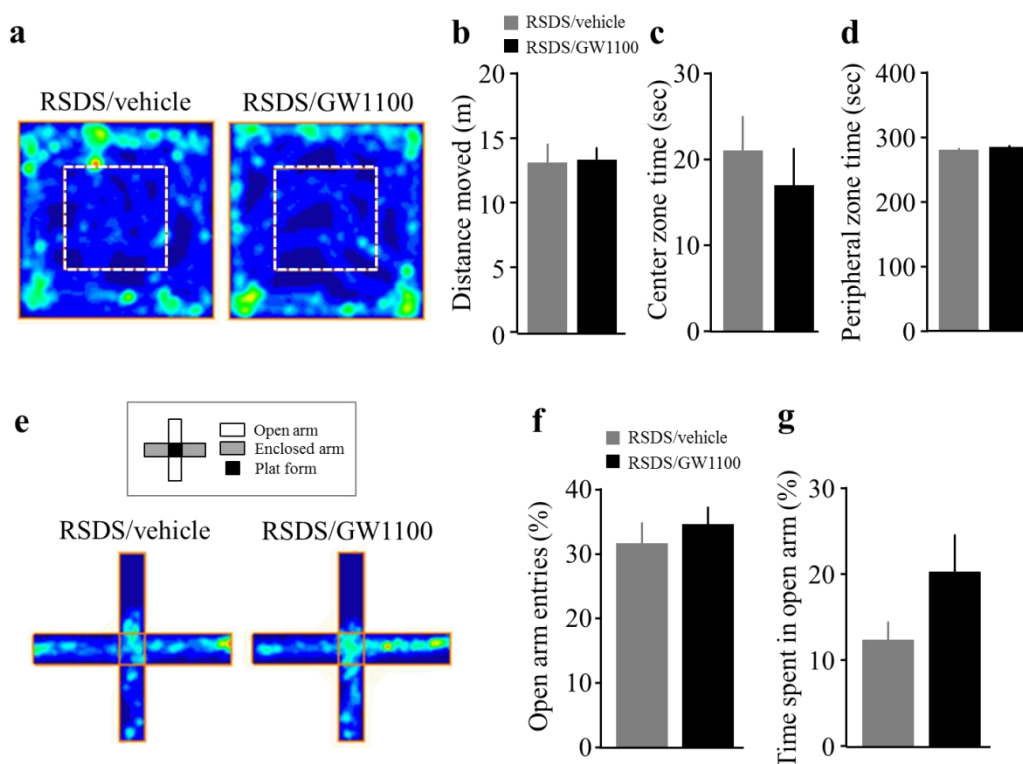 a
RSDS/vehicle
RSDS/GW1100
b
RSDS/vehicle
RSDS/GW1100
Distance moved (m)
20
15
10
5
0
c
Center zone time (sec)
30
20
10
0
d
Peripheral zone time (sec)
400
300
200
100
0
e
Open arm
Enclosed arm
Plat form
RSDS/vehicle
RSDS/GW1100
f
RSDS/vehicle
RSDS/GW1100
Open arm entries (%)
40
30
20
10
0
g
Time spent in open arm (%)
30
20
10
0